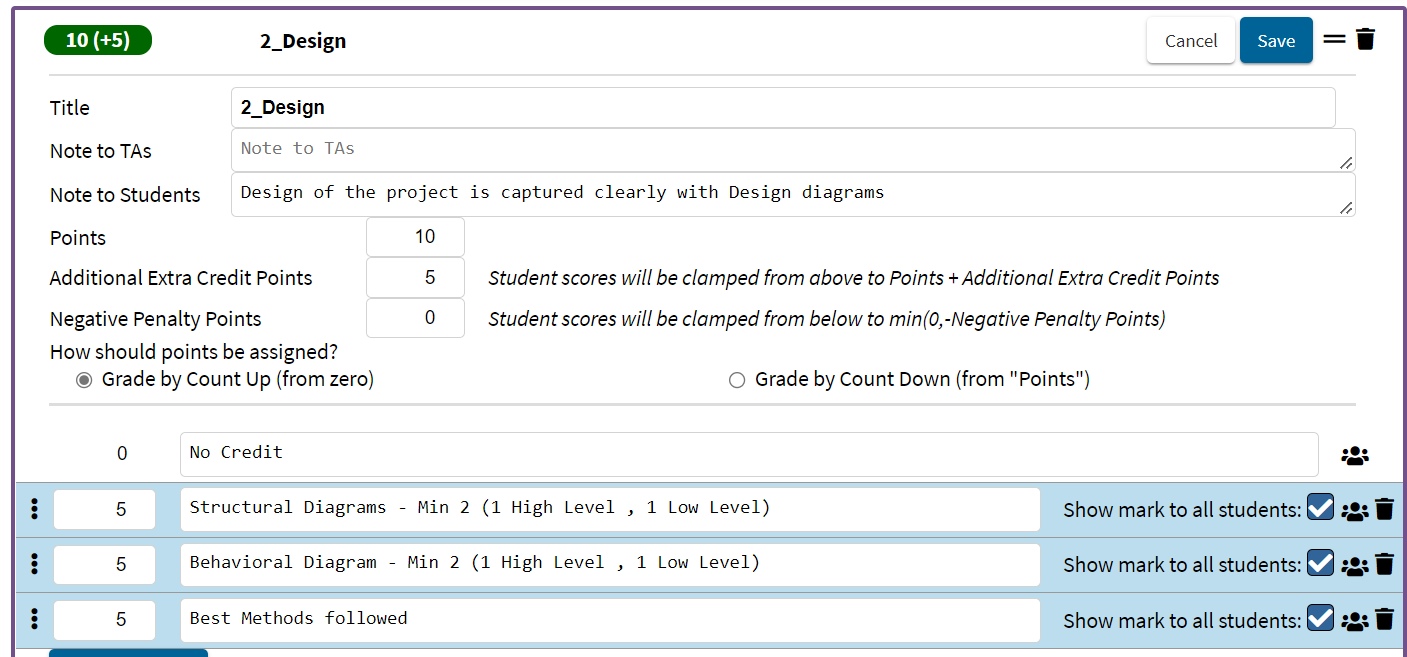 10 (+5) 2_Design Cancel Save
Title 2_Design
Note to TAs Note to TAs
Note to Students Design of the project is captured clearly with Design diagrams
Points 10
Additional Extra Credit Points 5 Student scores will be clamped from above to Points + Additional Extra Credit Points
Negative Penalty Points 0 Student scores will be clamped from below to min(0,-Negative Penalty Points)
How should points be assigned?
Grade by Count Up (from zero) Grade by Count Down (from "Points")
0 No Credit
5 Structural Diagrams - Min 2 (1 High Level , 1 Low Level) Show mark to all students:
5 Behavioral Diagram - Min 2 (1 High Level , 1 Low Level) Show mark to all students:
5 Best Methods followed Show mark to all students: